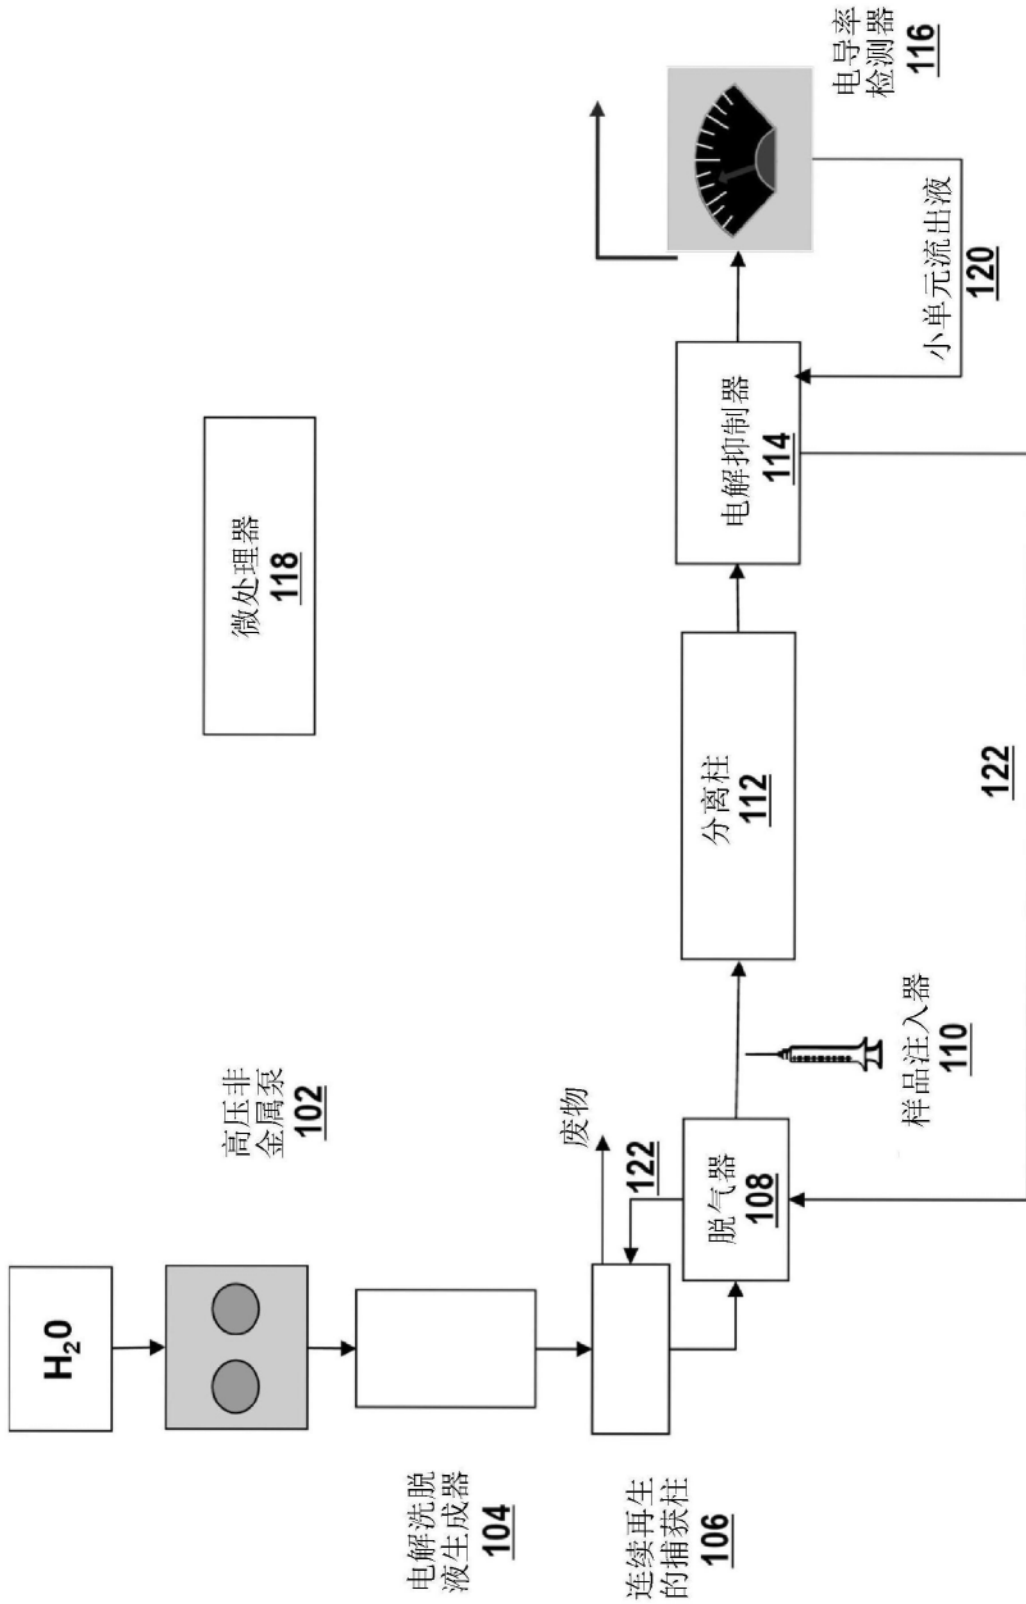 H₂O
高压非
金属泵
102
电解洗脱
液生成器
104
连续再生
的捕获柱
106
废物
122
脱气器
108
样品注入器
110
分离柱
112
微处理器
118
电解抑制器
114
电导率
检测器
116
小单元流出液
120
122